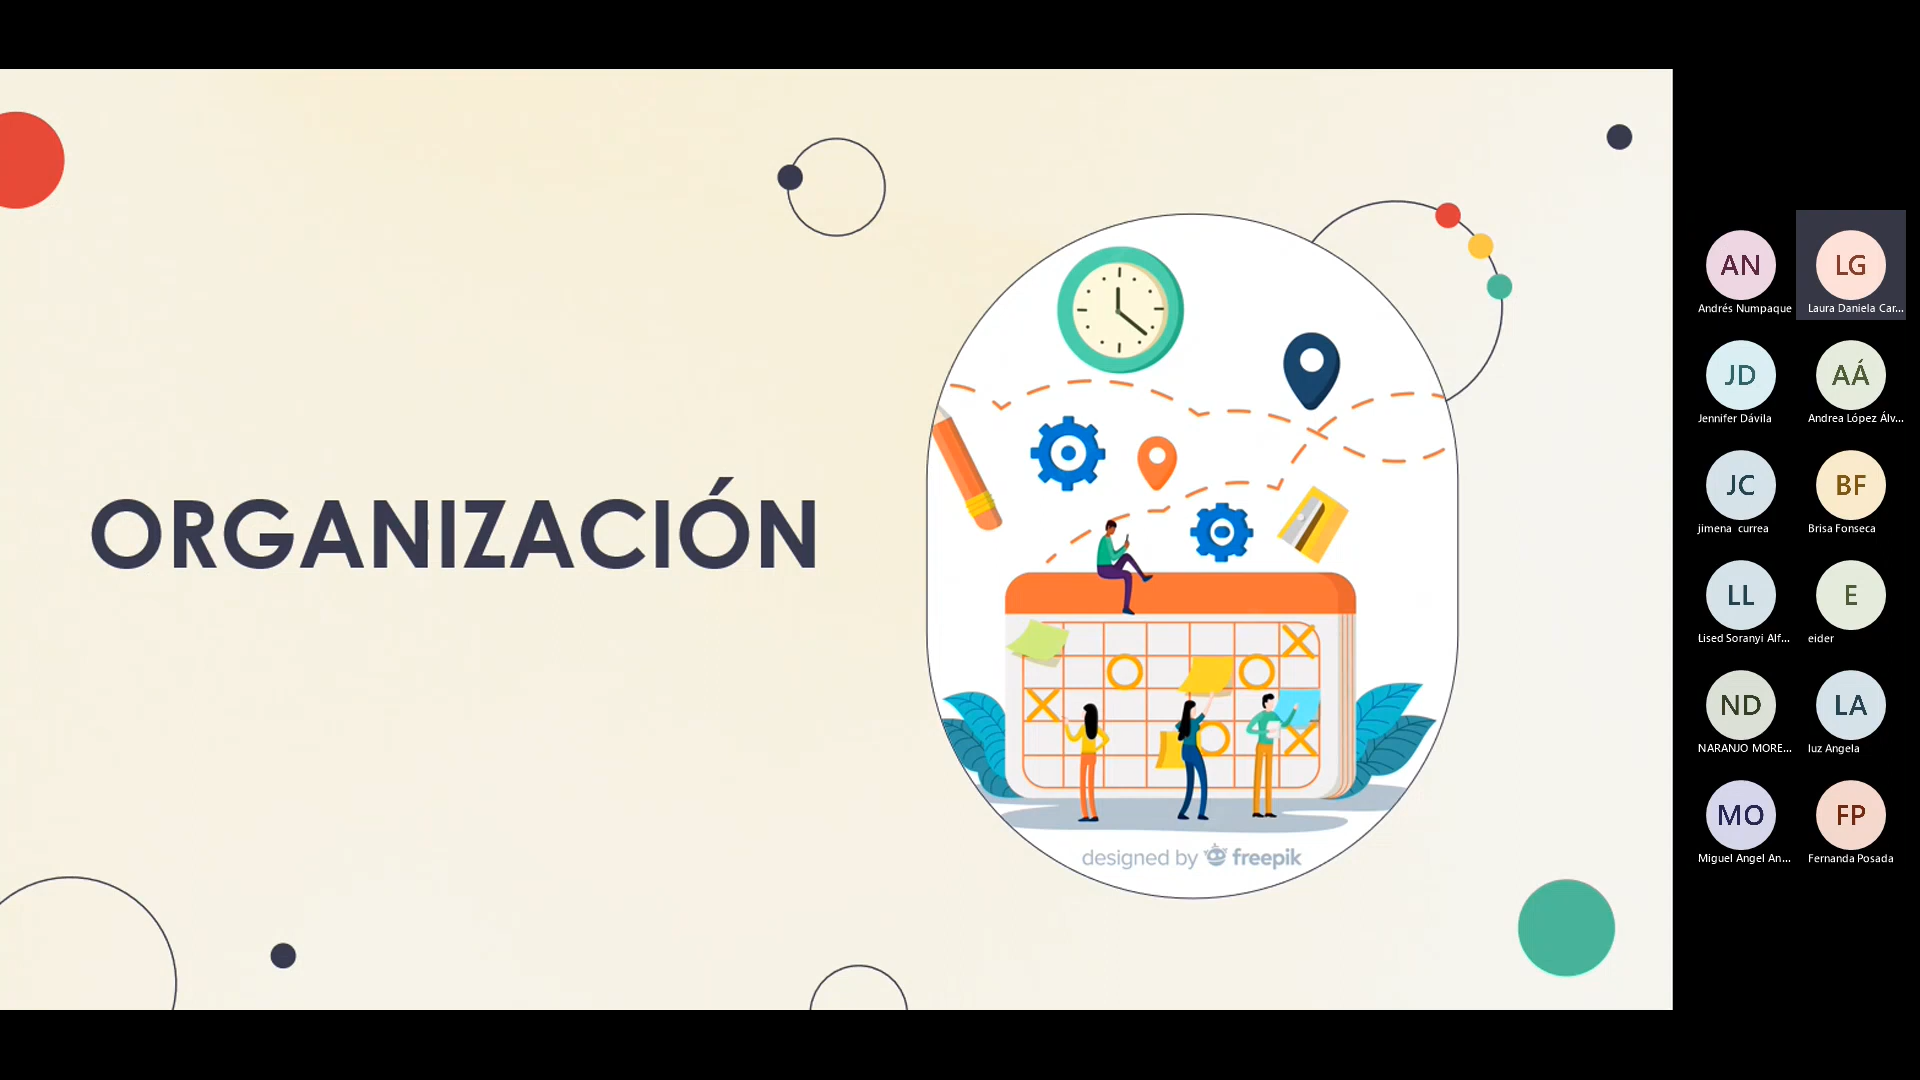 ORGANIZACIÓN
designed by freepik
AN
Andrés Numpaque
LG
Laura Daniela Car...
JD
Jennifer Dávila
AÁ
Andrea López Álv...
JC
jimena currea
BF
Brisa Fonseca
LL
Lised Soranyi Alf...
E
eider
ND
NARANJO MORE...
LA
luz Angela
MO
Miguel Angel An...
FP
Fernanda Posada